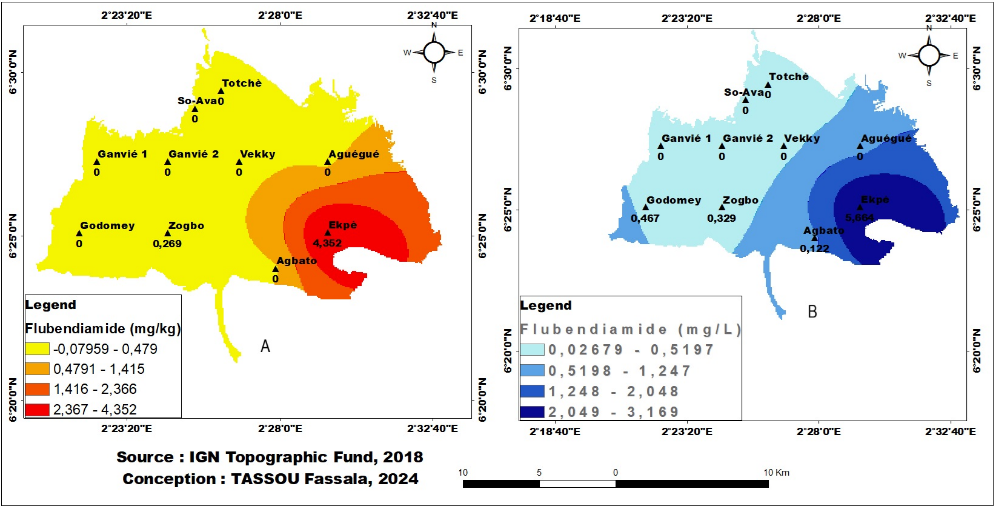 2°23'20"E 2°28'0"E 2°32'40"E
2°18'40"E 2°23'20"E 2°28'0"E 2°32'40"E
N
W E
S
N
W E
S
6°30'0"N
6°25'0"N
6°20'0"N
6°30'0"N
6°25'0"N
6°20'0"N
6°30'0"N
6°25'0"N
6°20'0"N
6°30'0"N
6°25'0"N
6°20'0"N
Totchè
0
So-Ava
0
Ganvié 1
0
Ganvié 2
0
Vekky
0
Aguégué
0
Godomey
0
Zogbo
0,269
Ekpè
4,352
Agbato
0
Legend
Flubendiamide (mg/kg)
-0,07959 - 0,479
0,4791 - 1,415
1,416 - 2,366
2,367 - 4,352
A
Totchè
0
So-Ava
0
Ganvié 1
0
Ganvié 2
0
Vekky
0
Aguégué
0
Godomey
0,467
Zogbo
0,329
Ekpè
Agbato
0,122
Legend
Flubendiamide (mg/L)
0,02679 - 0,5197
0,5198 - 1,247
1,248 - 2,048
2,049 - 3,169
B
2°23'20"E 2°28'0"E 2°32'40"E
2°18'40"E 2°23'20"E 2°28'0"E 2°32'40"E
Source : IGN Topographic Fund, 2018
Conception : TASSOU Fassala, 2024
10 5 0 10 Km